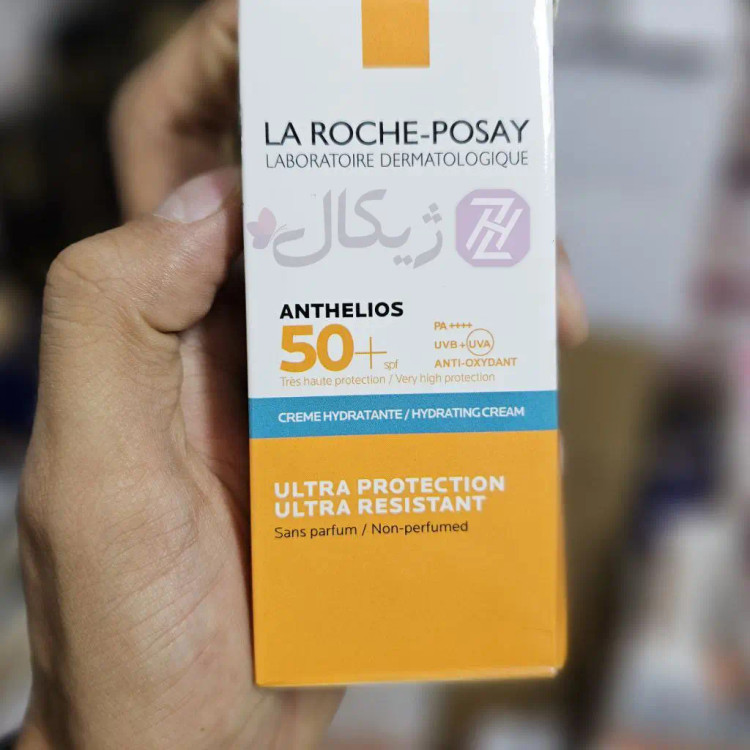 LA ROCHE-POSAY
LABORATOIRE DERMATOLOGIQUE
ژیکال
ANTHELIOS
50+ spf
PA ++++
UVB + UVA
ANTI-OXYDANT
Très haute protection / Very high protection
CREME HYDRATANTE / HYDRATING CREAM
ULTRA PROTECTION
ULTRA RESISTANT
Sans parfum / Non-perfumed